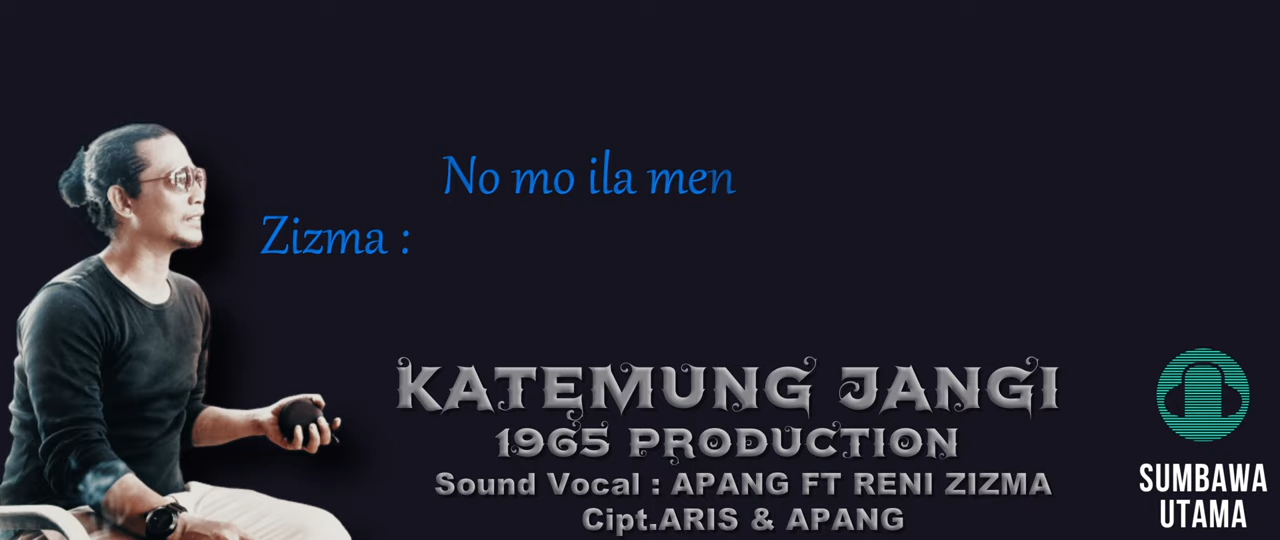 No mo ila men
Zizma :
KATEMUNG JANGI
1965 PRODUCTION
Sound Vocal : APANG FT RENI ZIZMA
Cipt.ARIS & APANG
SUMBAWA
UTAMA